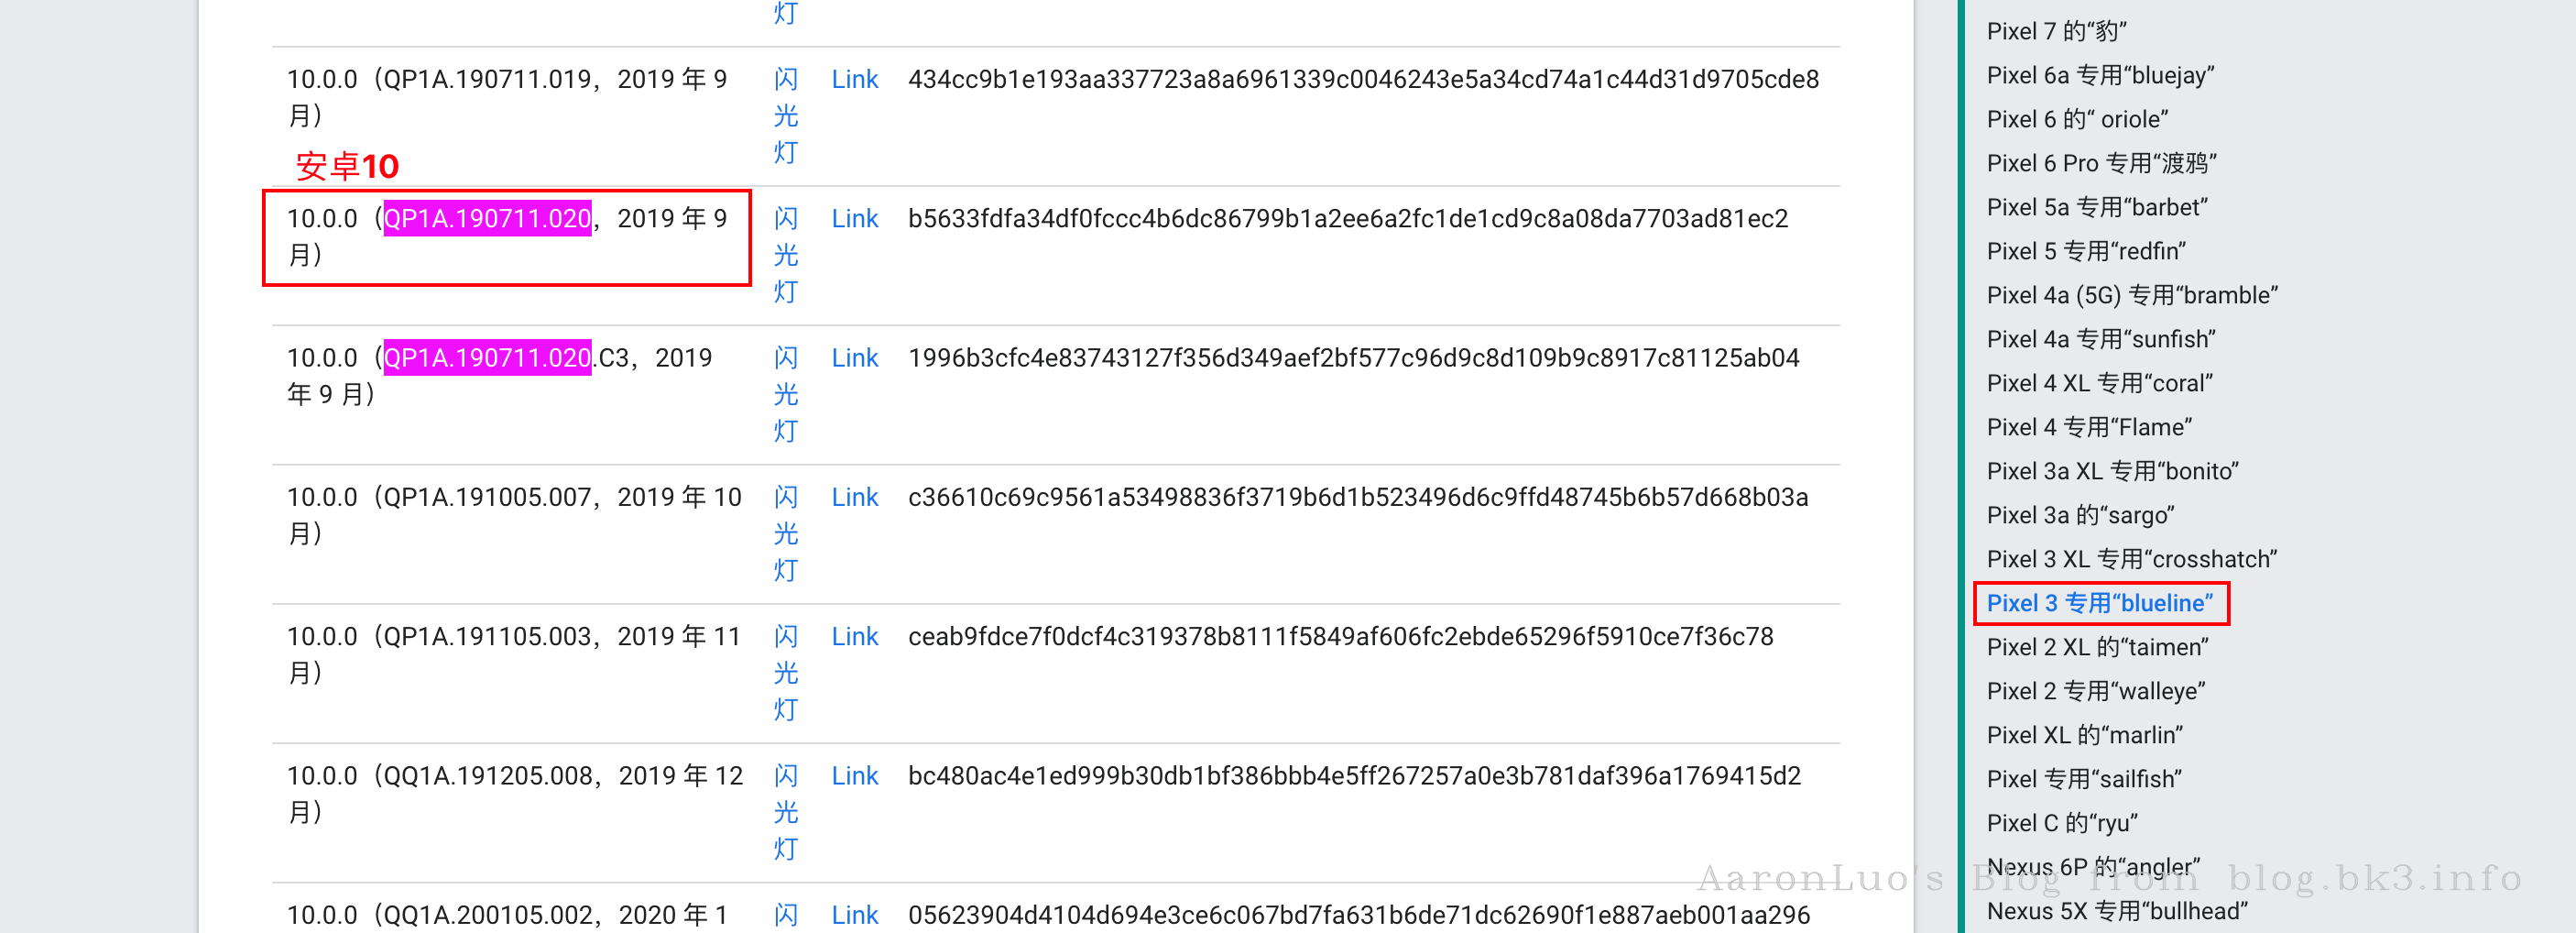 灯
10.0.0（QP1A.190711.019，2019 年 9 闪 Link 434cc9b1e193aa337723a8a6961339c0046243e5a34cd74a1c44d31d9705cde8
月） 光
灯
安卓10
10.0.0（QP1A.190711.020，2019 年 9 闪 Link b5633fdfa34df0fccc4b6dc86799b1a2ee6a2fc1de1cd9c8a08da7703ad81ec2
月） 光
灯
10.0.0（QP1A.190711.020.C3，2019 闪 Link 1996b3cfc4e83743127f356d349aef2bf577c96d9c8d109b9c8917c81125ab04
年 9 月） 光
灯
10.0.0（QP1A.191005.007，2019 年 10 闪 Link c36610c69c9561a53498836f3719b6d1b523496d6c9ffd48745b6b57d668b03a
月） 光
灯
10.0.0（QP1A.191105.003，2019 年 11 闪 Link ceab9fdce7f0dcf4c319378b8111f5849af606fc2ebde65296f5910ce7f36c78
月） 光
灯
10.0.0（QQ1A.191205.008，2019 年 12 闪 Link bc480ac4e1ed999b30db1bf386bbb4e5ff267257a0e3b781daf396a1769415d2
月） 光
灯
10.0.0（QQ1A.200105.002，2020 年 1 闪 Link 05623904d4104d694e3ce6c067bd7fa631b6de71dc62690f1e887aeb001aa296
Pixel 7 的“豹”
Pixel 6a 专用“bluejay”
Pixel 6 的“ oriole”
Pixel 6 Pro 专用“渡鸦”
Pixel 5a 专用“barbet”
Pixel 5 专用“redfin”
Pixel 4a (5G) 专用“bramble”
Pixel 4a 专用“sunfish”
Pixel 4 XL 专用“coral”
Pixel 4 专用“Flame”
Pixel 3a XL 专用“bonito”
Pixel 3a 的“sargo”
Pixel 3 XL 专用“crosshatch”
Pixel 3 专用“blueline”
Pixel 2 XL 的“taimen”
Pixel 2 专用“walleye”
Pixel XL 的“marlin”
Pixel 专用“sailfish”
Pixel C 的“ryu”
Nexus 6P 的“angler”
Nexus 5X 专用“bullhead”
AaronLuo's Blog from blog.bk3.info